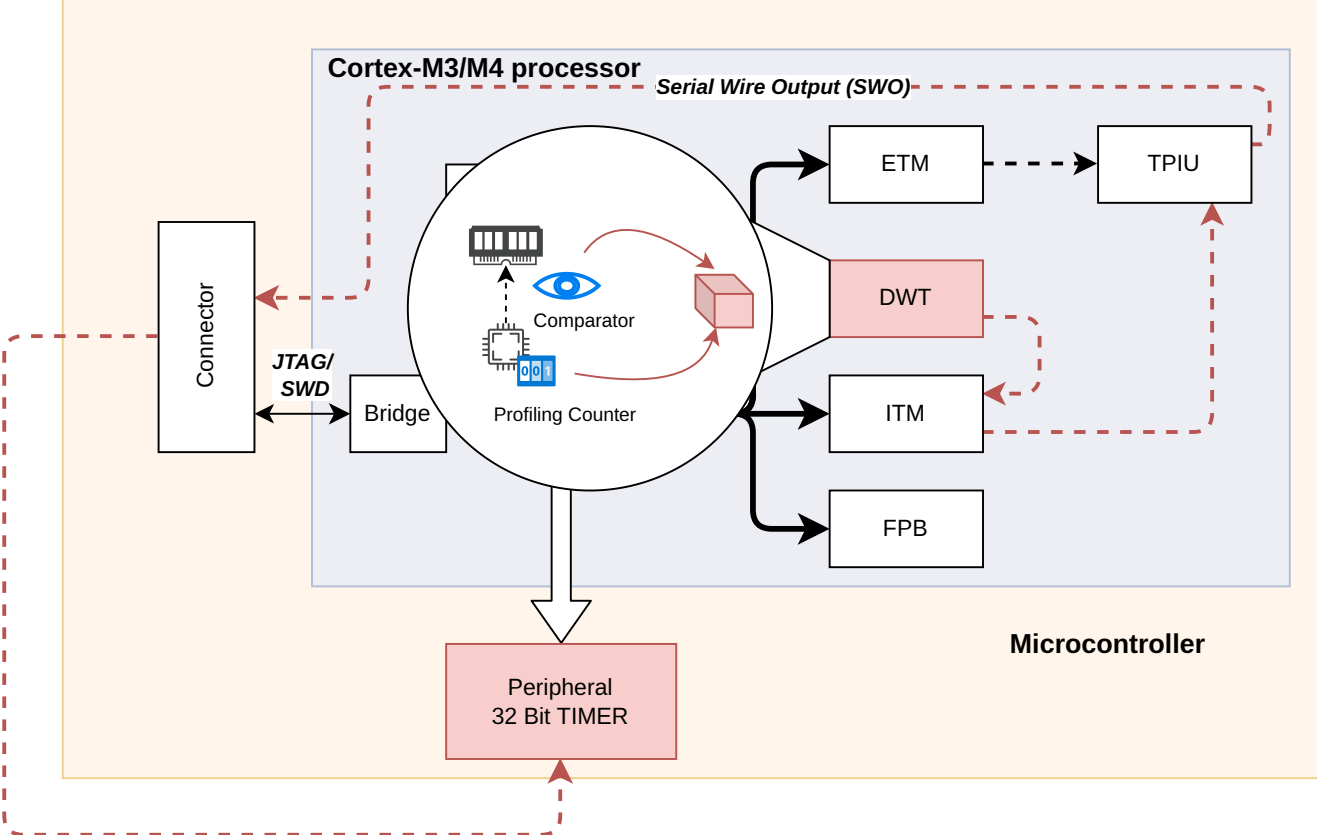 Cortex-M3/M4 processor
Serial Wire Output (SWO)
ETM
TPIU
Connector
Comparator
DWT
JTAG/
SWD
Bridge
001
Profiling Counter
ITM
FPB
Microcontroller
Peripheral
32 Bit TIMER